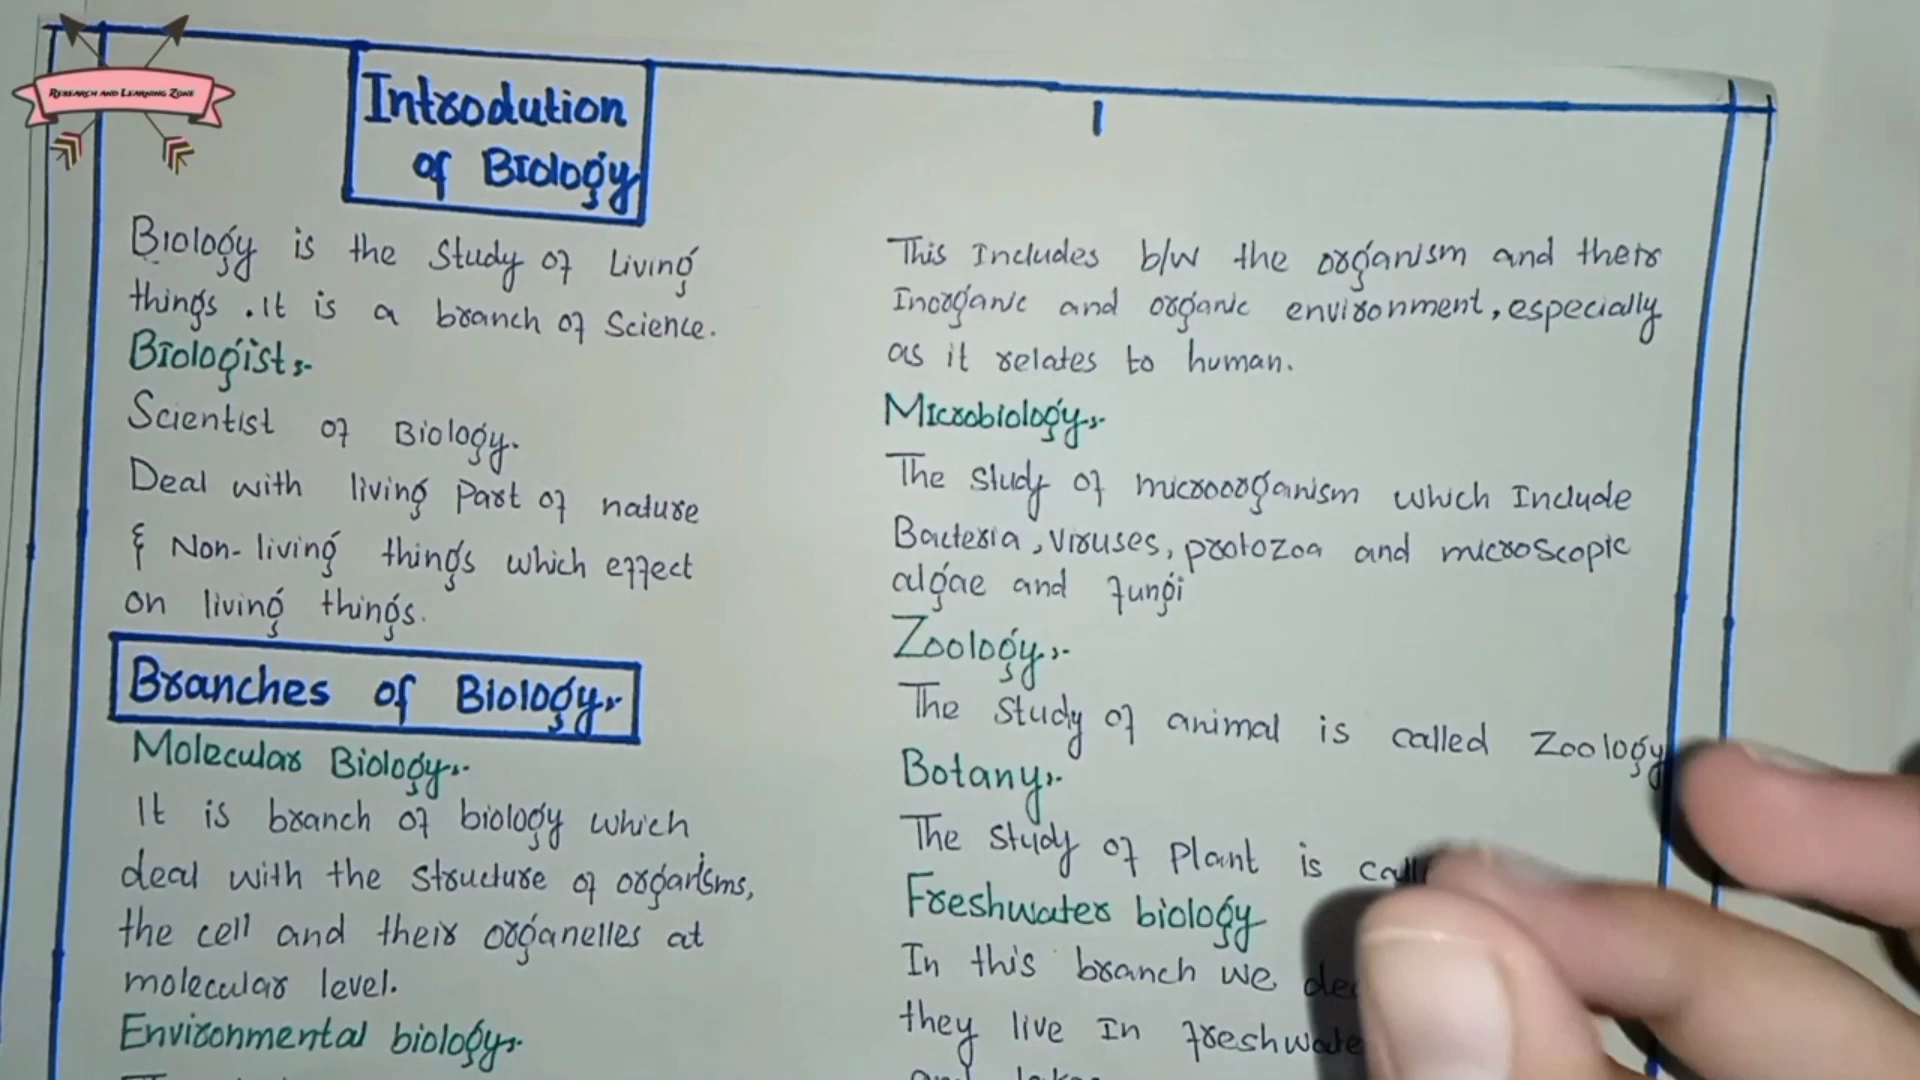 RESEARCH AND LEARNING ZONE
Introdution
of Biology
1
Biology is the study of Living
things. It is a branch of Science.
Biologist:-
Scientist of Biology.
Deal with living part of nature
& Non-living things which effect
on living things.
Branches of Biology:-
Molecular Biology:-
It is branch of biology which
deal with the structure of organisms,
the cell and their organelles at
molecular level.
Environmental biology:-
This Includes b/w the organism and their
Inorganic and organic environment, especially
as it relates to human.
Microbiology:-
The study of microorganism which Include
Bacteria, viruses, protozoa and microscopic
algae and fungi
Zoology:-
The study of animal is called Zoology
Botany:-
The study of Plant is
Freshwater biology
In this branch we
they live In